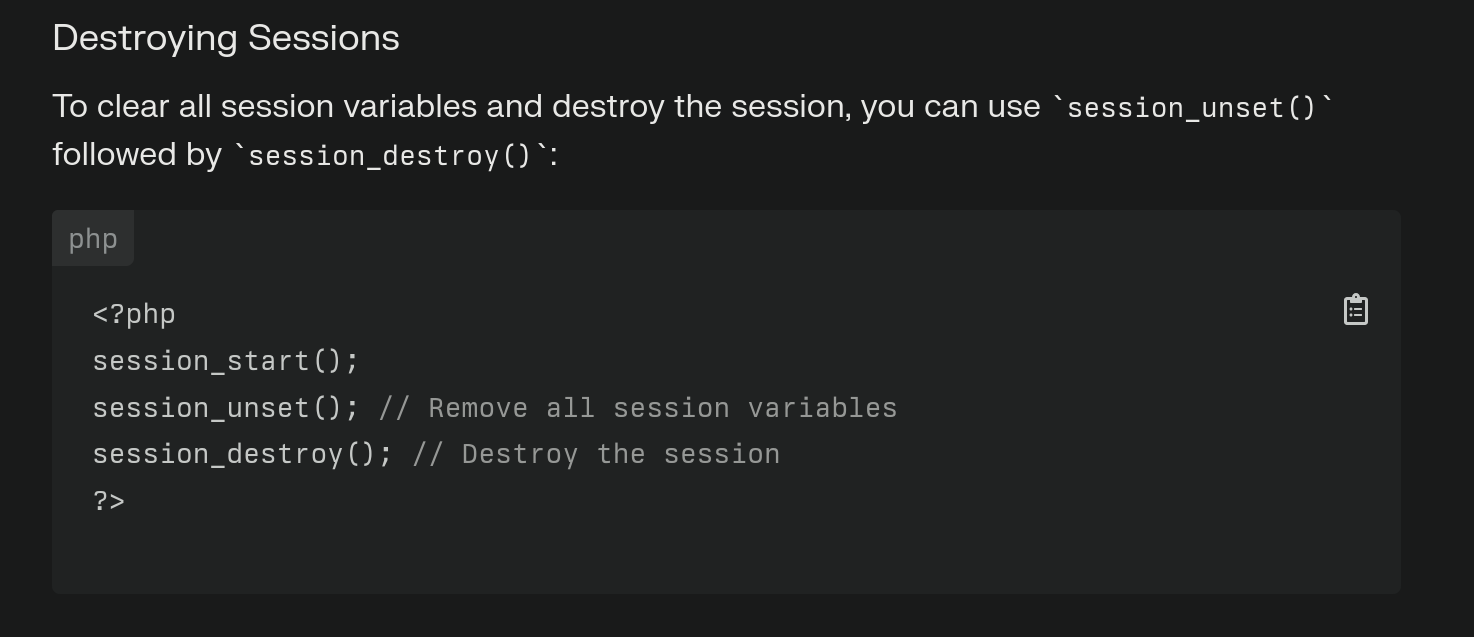 Destroying Sessions
To clear all session variables and destroy the session, you can use `session_unset()`
followed by `session_destroy()`:
php
<?php
session_start();
session_unset(); // Remove all session variables
session_destroy(); // Destroy the session
?>